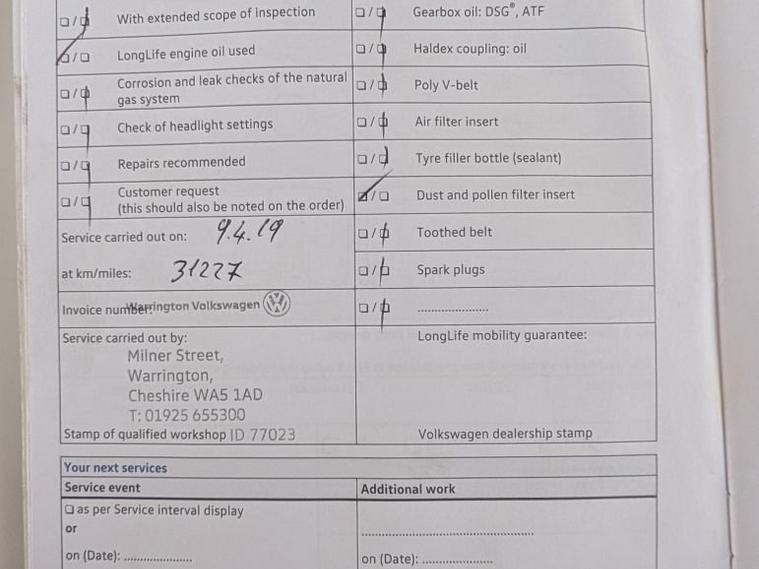 With extended scope of inspection
LongLife engine oil used
Corrosion and leak checks of the natural
gas system
Check of headlight settings
Repairs recommended
Customer request
(this should also be noted on the order)
Service carried out on: 9.4.19
at km/miles: 31227
Invoice number: Warrington Volkswagen
Service carried out by:
Milner Street,
Warrington,
Cheshire WA5 1AD
T: 01925 655300
Stamp of qualified workshop ID 77023
Gearbox oil: DSG®, ATF
Haldex coupling: oil
Poly V-belt
Air filter insert
Tyre filler bottle (sealant)
Dust and pollen filter insert
Toothed belt
Spark plugs
.....................
LongLife mobility guarantee:
Volkswagen dealership stamp
Your next services
Service event
as per Service interval display
or
on (Date): ....................
Additional work
..................................................
on (Date): ....................